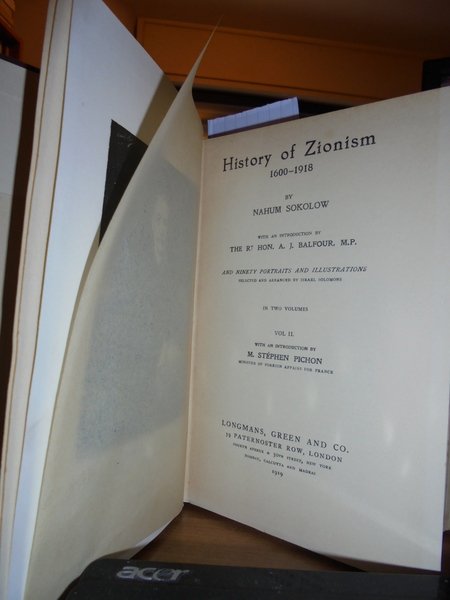 History of Zionism
1600–1918
BY
NAHUM SOKOLOW
WITH AN INTRODUCTION BY
THE RT HON. A. J. BALFOUR, M.P.
AND NINETY PORTRAITS AND ILLUSTRATIONS
SELECTED AND ARRANGED BY ISRAEL SOLOMONS
IN TWO VOLUMES
VOL II.
WITH AN INTRODUCTION BY
M. STÉPHEN PICHON
MINISTER OF FOREIGN AFFAIRS FOR FRANCE
LONGMANS, GREEN AND CO.
39 PATERNOSTER ROW, LONDON
FOURTH AVENUE & 30TH STREET, NEW YORK
BOMBAY, CALCUTTA AND MADRAS
1919
acer